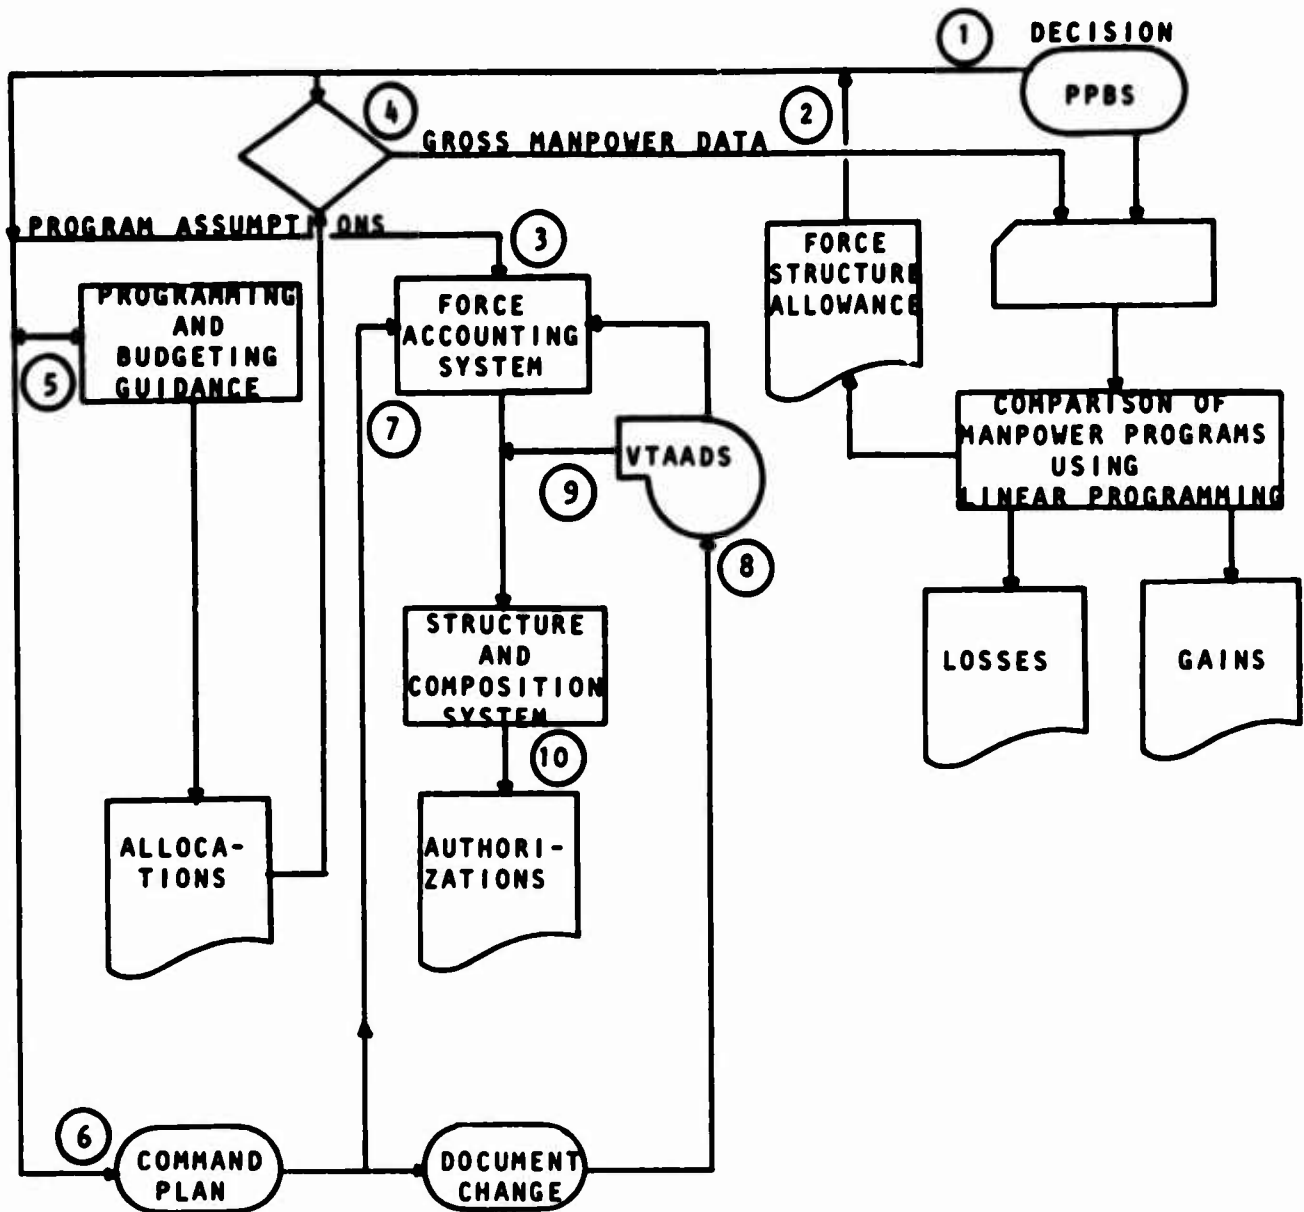 1
DECISION
PPBS
4
2
GROSS MANPOWER DATA
PROGRAM ASSUMPTIONS
3
FORCE
STRUCTURE
ALLOWANCE
PROGRAMMING
AND
BUDGETING
GUIDANCE
5
FORCE
ACCOUNTING
SYSTEM
7
VTAADS
9
8
COMPARISON OF
MANPOWER PROGRAMS
USING
LINEAR PROGRAMMING
STRUCTURE
AND
COMPOSITION
SYSTEM
10
LOSSES
GAINS
ALLOCA-
TIONS
AUTHORI-
ZATIONS
6
COMMAND
PLAN
DOCUMENT
CHANGE